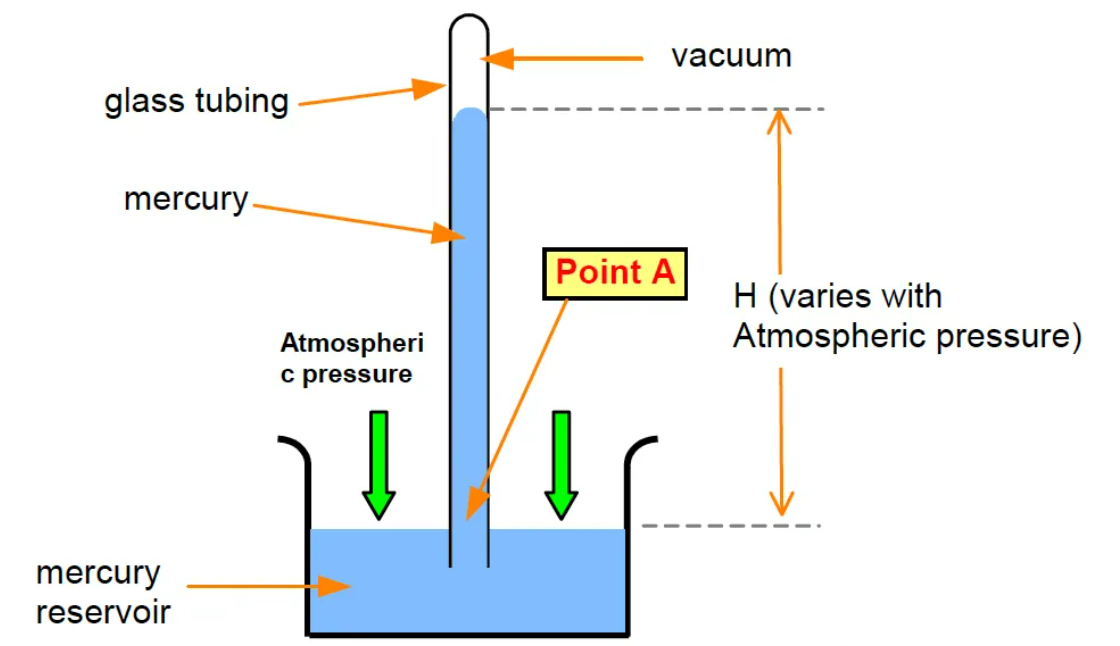 vacuum
glass tubing
mercury
Point A
H (varies with
Atmospheric pressure)
Atmospheri
c pressure
mercury
reservoir